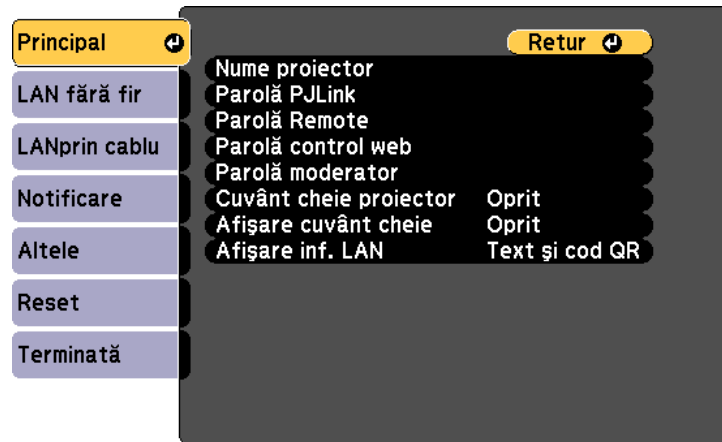 Principal
LAN fără fir
LANprin cablu
Notificare
Altele
Reset
Terminată
Retur
Nume proiector
Parolă PJLink
Parolă Remote
Parolă control web
Parolă moderator
Cuvânt cheie proiector Oprit
Afişare cuvânt cheie Oprit
Afişare inf. LAN Text şi cod QR